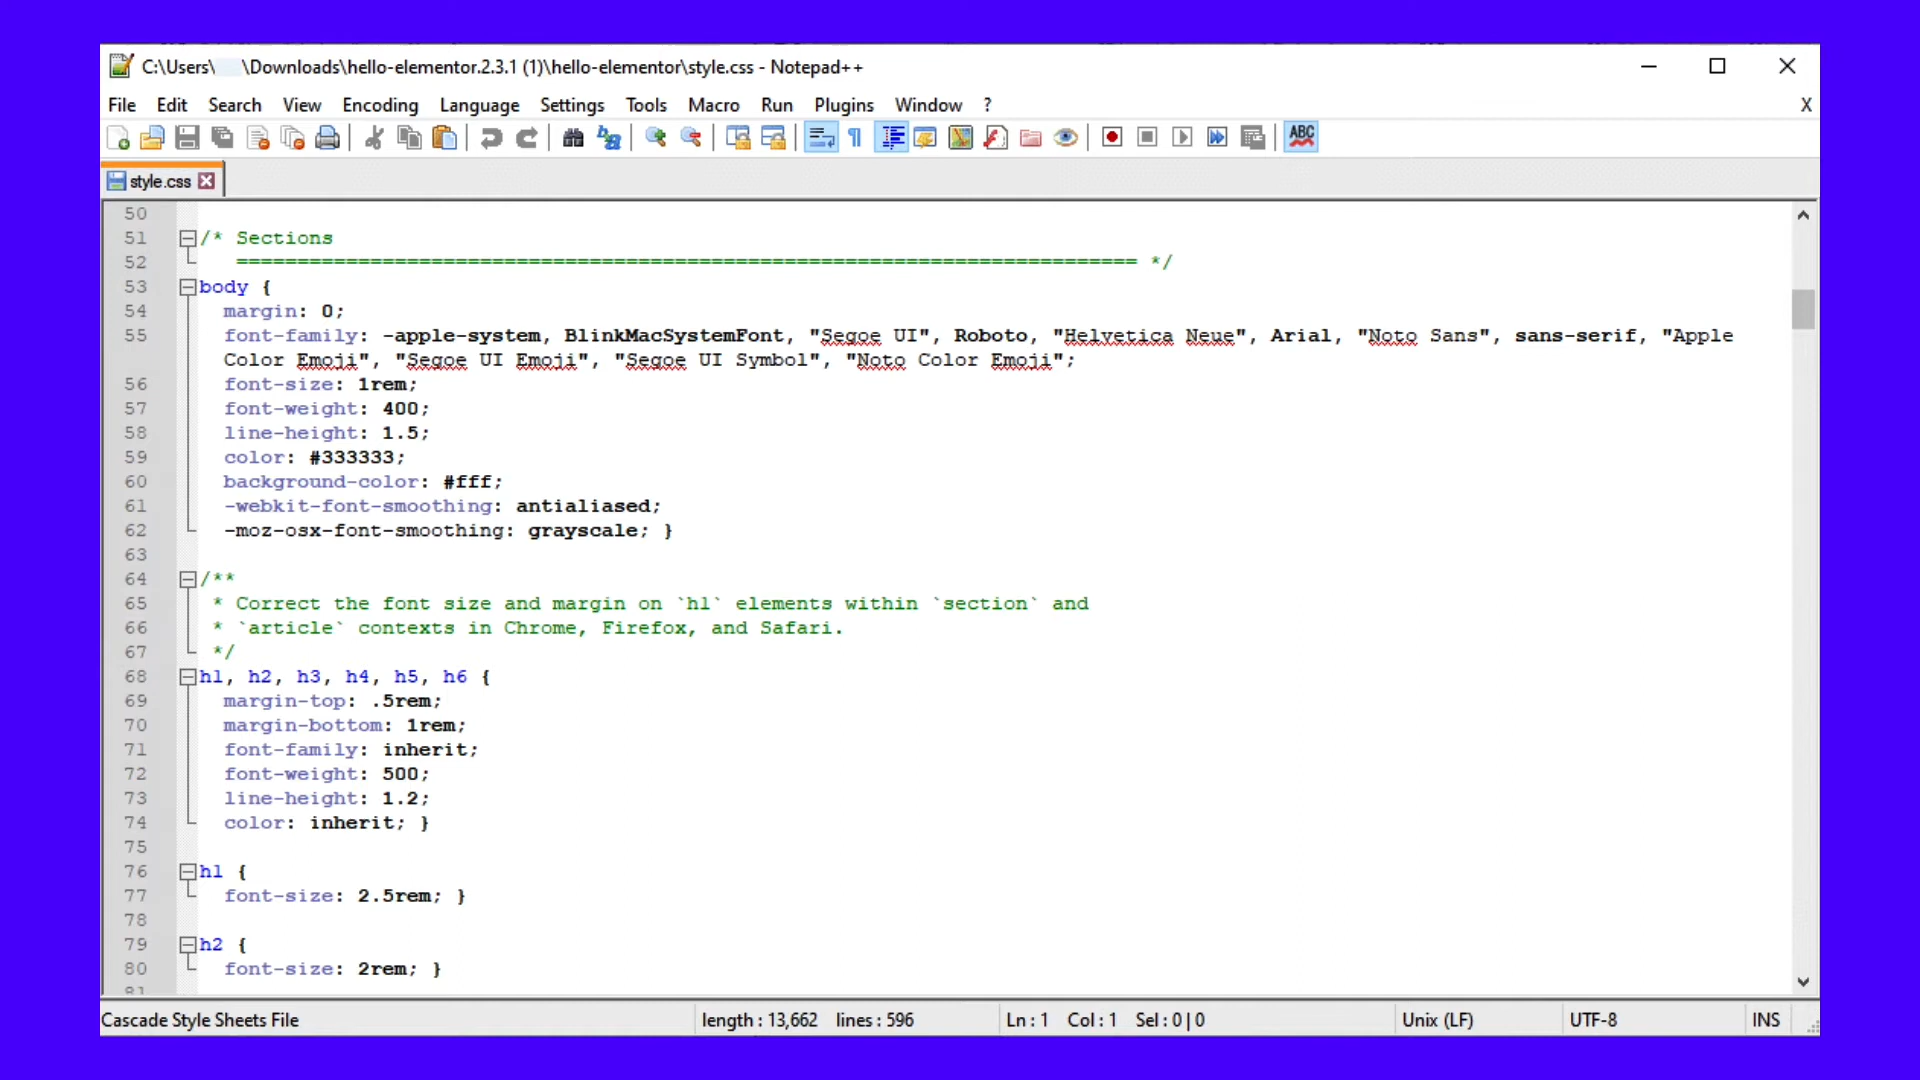 C:\Users\ \Downloads\hello-elementor.2.3.1 (1)\hello-elementor\style.css - Notepad++
File Edit Search View Encoding Language Settings Tools Macro Run Plugins Window ? X
ABC
style.css
50
51 /* Sections
52 ========================================================================== */
53 body {
54 margin: 0;
55 font-family: -apple-system, BlinkMacSystemFont, "Segoe UI", Roboto, "Helvetica Neue", Arial, "Noto Sans", sans-serif, "Apple
Color Emoji", "Segoe UI Emoji", "Segoe UI Symbol", "Noto Color Emoji";
56 font-size: 1rem;
57 font-weight: 400;
58 line-height: 1.5;
59 color: #333333;
60 background-color: #fff;
61 -webkit-font-smoothing: antialiased;
62 -moz-osx-font-smoothing: grayscale; }
63
64 /**
65 * Correct the font size and margin on `h1` elements within `section` and
66 * `article` contexts in Chrome, Firefox, and Safari.
67 */
68 h1, h2, h3, h4, h5, h6 {
69 margin-top: .5rem;
70 margin-bottom: 1rem;
71 font-family: inherit;
72 font-weight: 500;
73 line-height: 1.2;
74 color: inherit; }
75
76 h1 {
77 font-size: 2.5rem; }
78
79 h2 {
80 font-size: 2rem; }
81
Cascade Style Sheets File length : 13,662 lines : 596 Ln : 1 Col : 1 Sel : 0 | 0 Unix (LF) UTF-8 INS